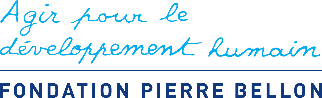 Agir pour le
développement humain
FONDATION PIERRE BELLON